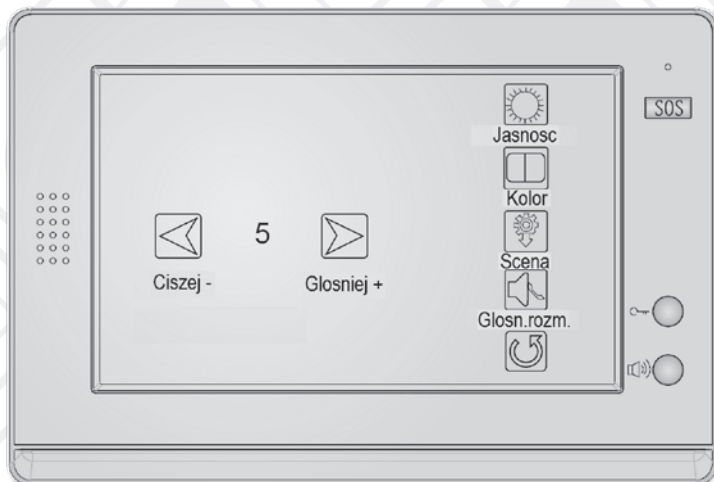 SOS
Jasnosc
Kolor
5
Scena
Ciszej -
Glosniej +
Glosn.rozm.